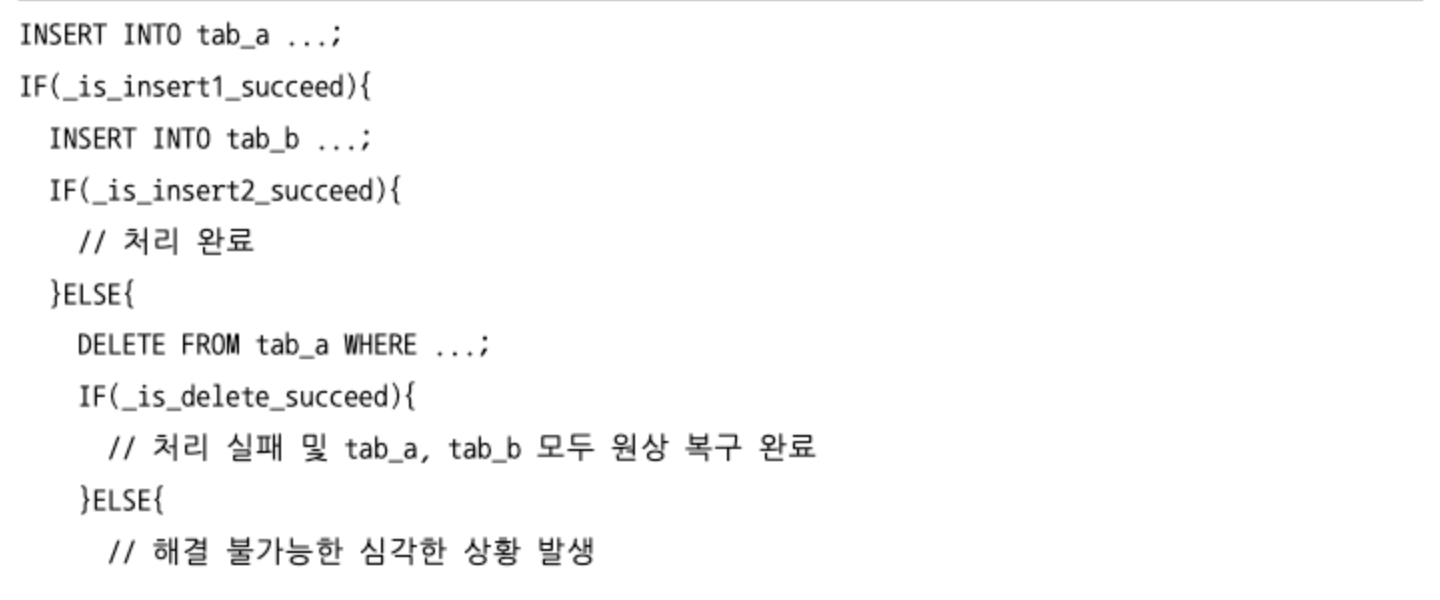 INSERT INTO tab_a ...;
IF(_is_insert1_succeed){
INSERT INTO tab_b ...;
IF(_is_insert2_succeed){
// 처리 완료
}ELSE{
DELETE FROM tab_a WHERE ...;
IF(_is_delete_succeed){
// 처리 실패 및 tab_a, tab_b 모두 원상 복구 완료
}ELSE{
// 해결 불가능한 심각한 상황 발생